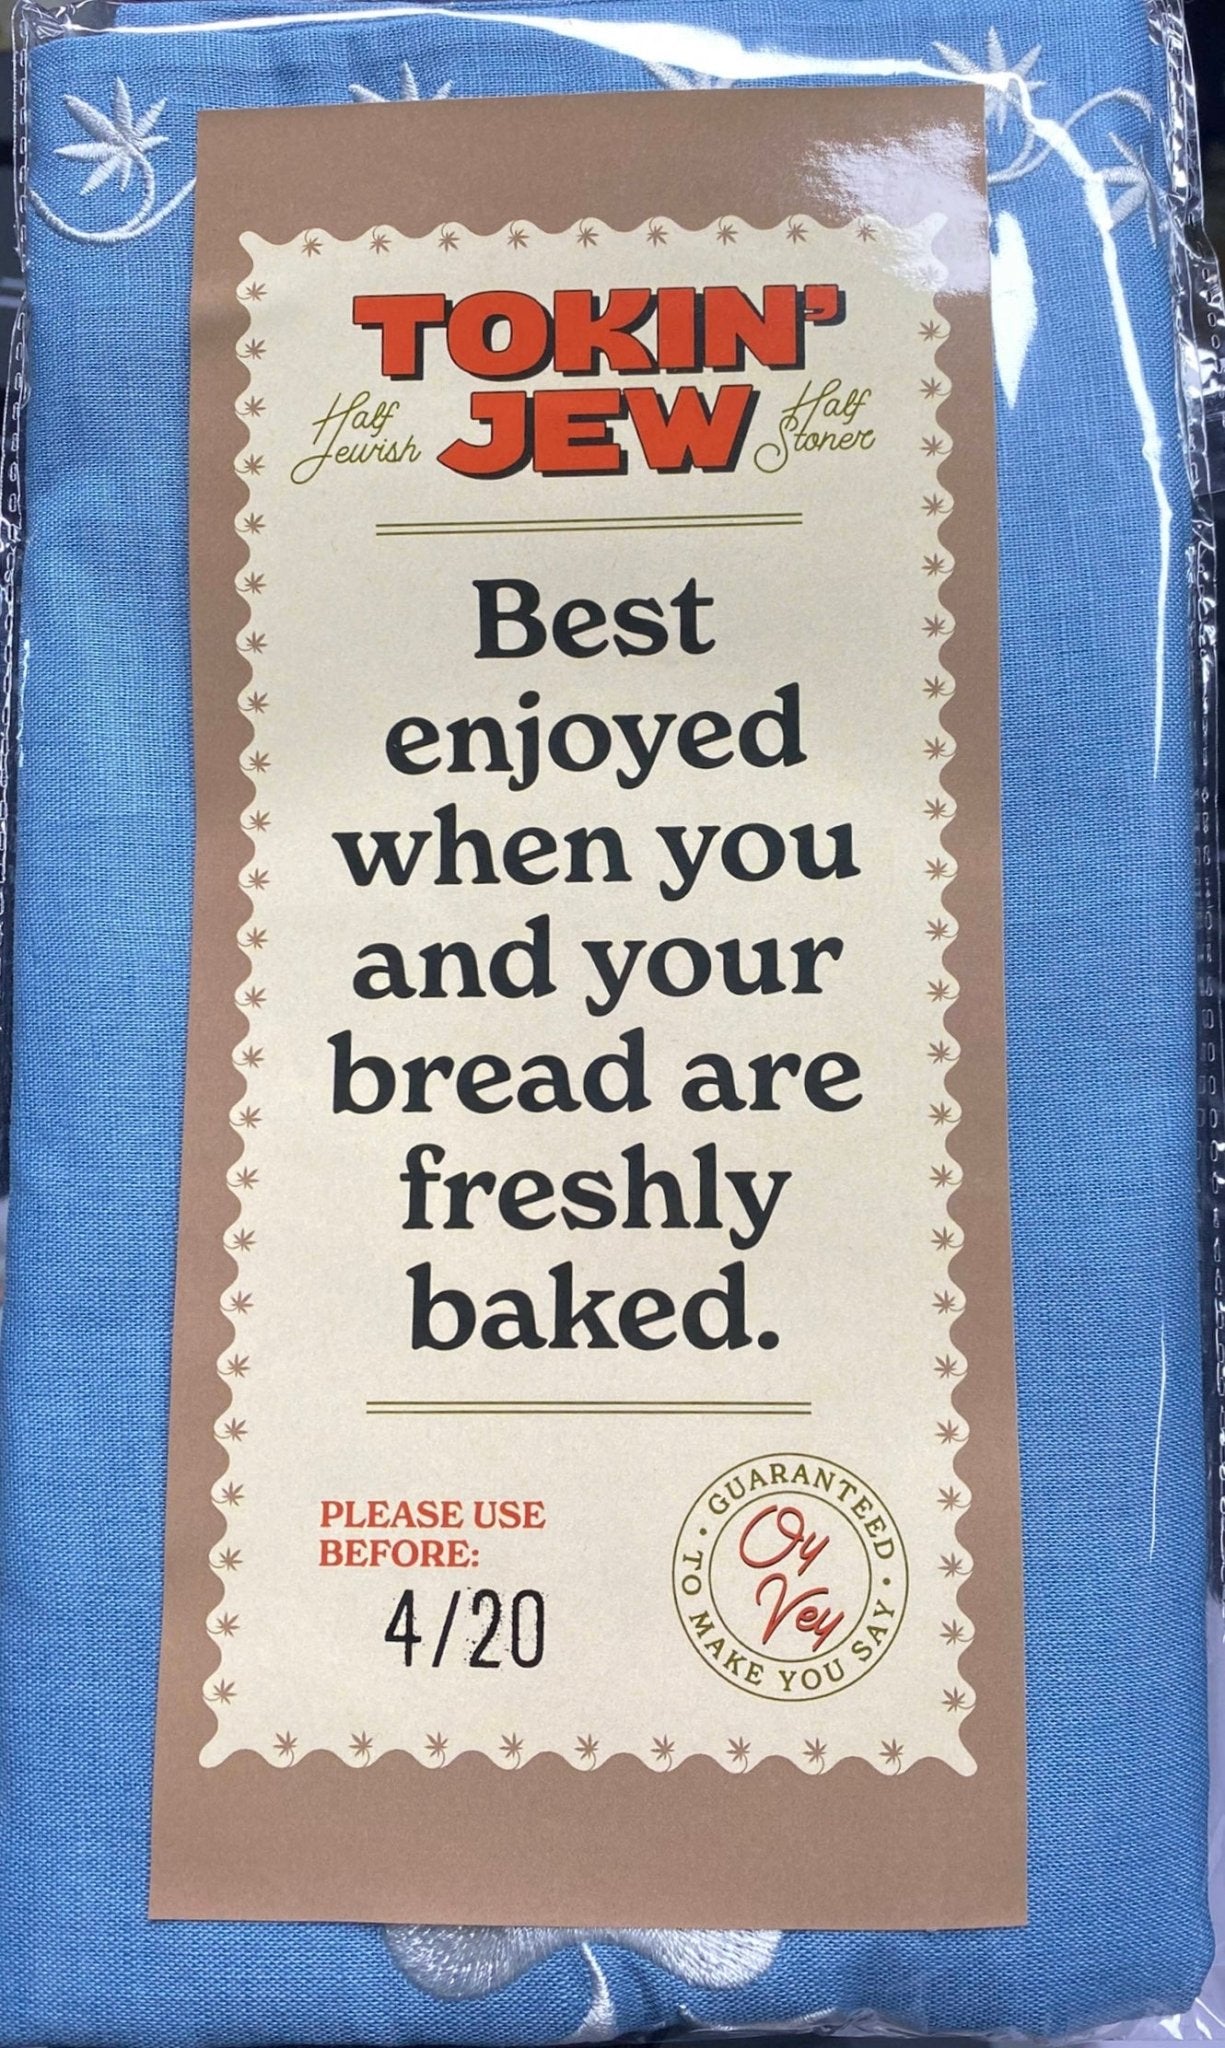 TOKIN'
JEW
Half
Jewish
Half
Stoner
Best
enjoyed
when you
and your
bread are
freshly
baked.
PLEASE USE
BEFORE:
4/20
GUARANTEED • TO MAKE YOU SAY •
Oy
Vey